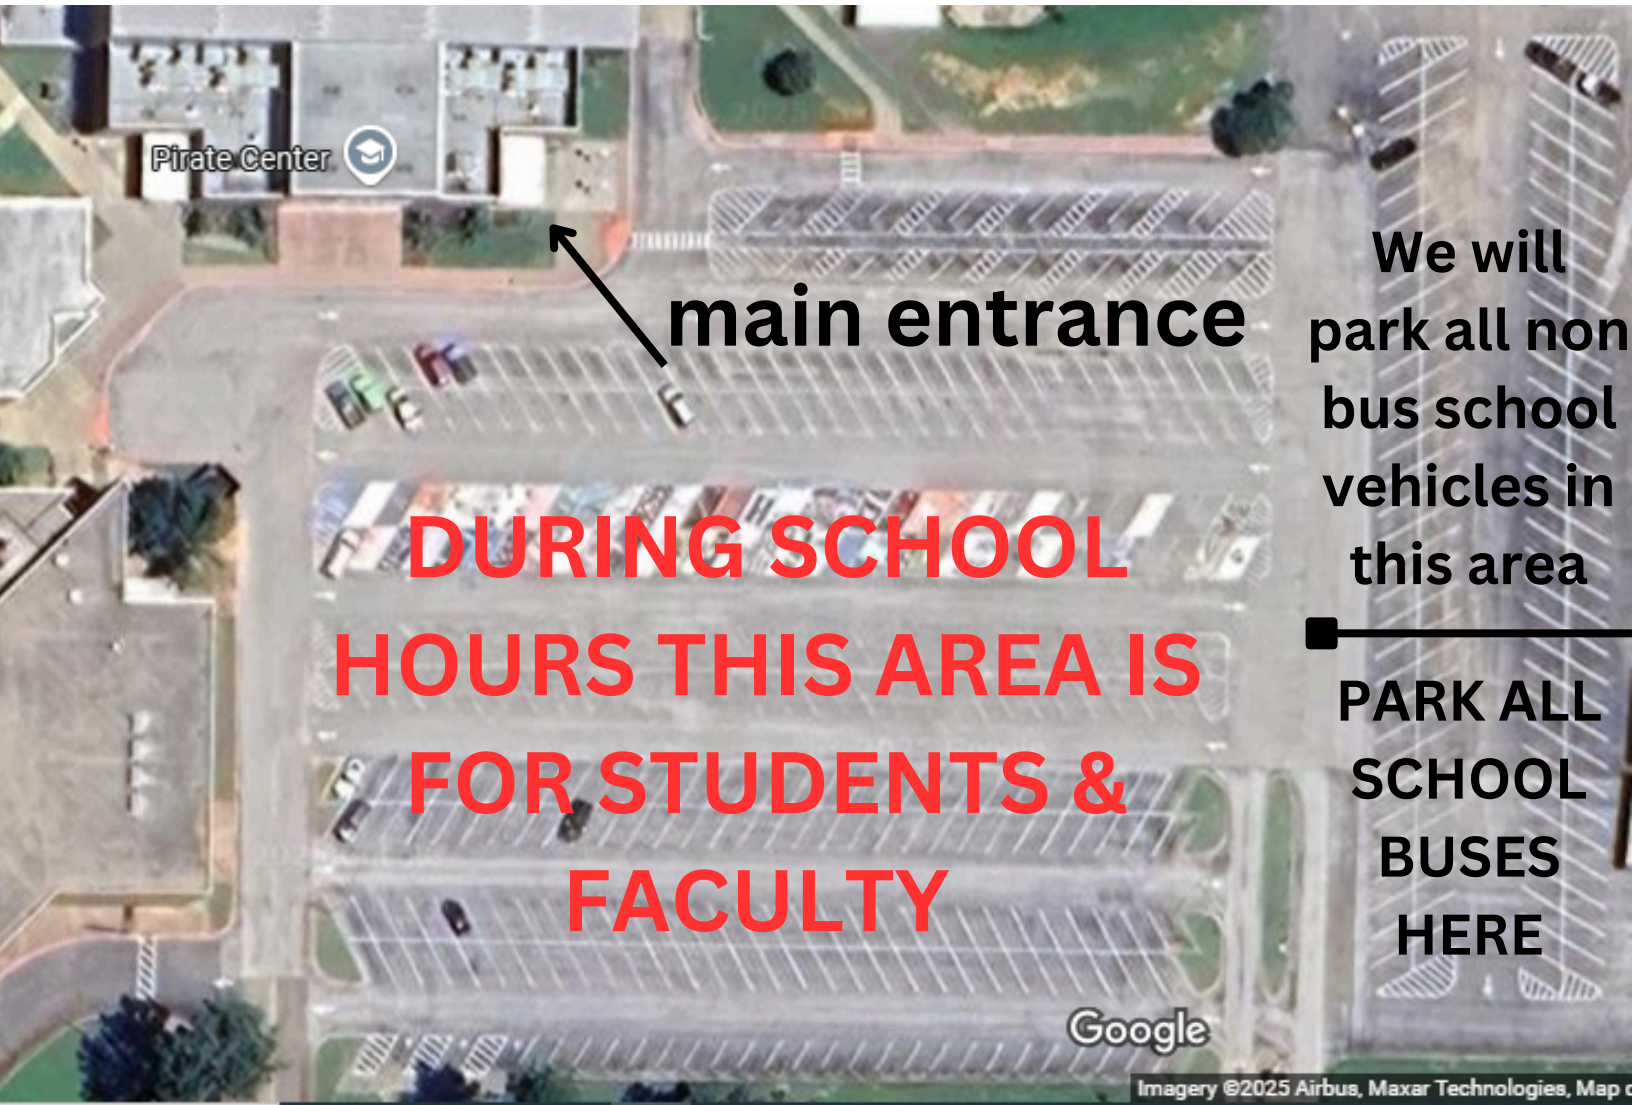 Pirate Center
main entrance
We will
park all non
bus school
vehicles in
this area
DURING SCHOOL
HOURS THIS AREA IS
FOR STUDENTS &
FACULTY
PARK ALL
SCHOOL
BUSES
HERE
Google
Imagery ©2025 Airbus, Maxar Technologies, Map